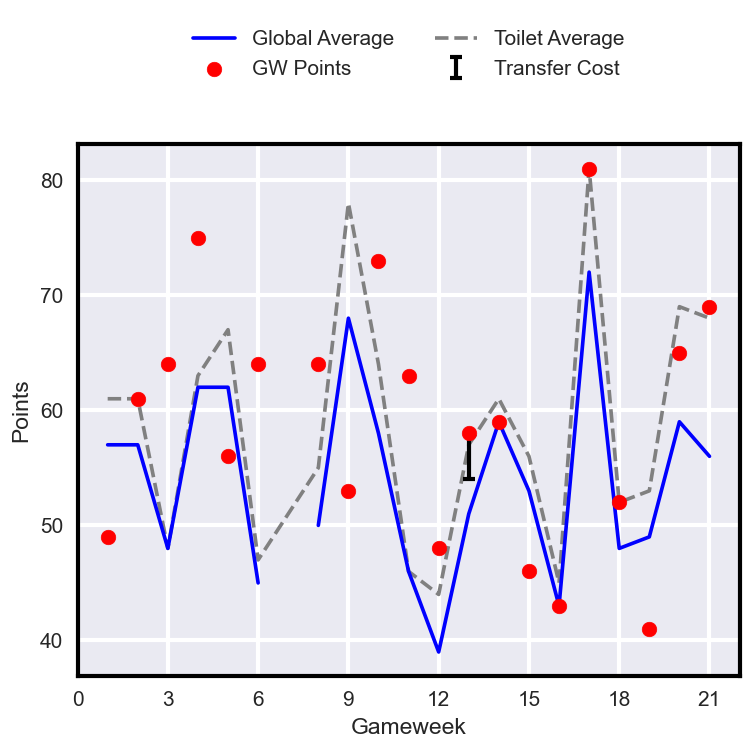 Global Average
Toilet Average
GW Points
Transfer Cost
80
70
60
50
40
Points
0 3 6 9 12 15 18 21
Gameweek